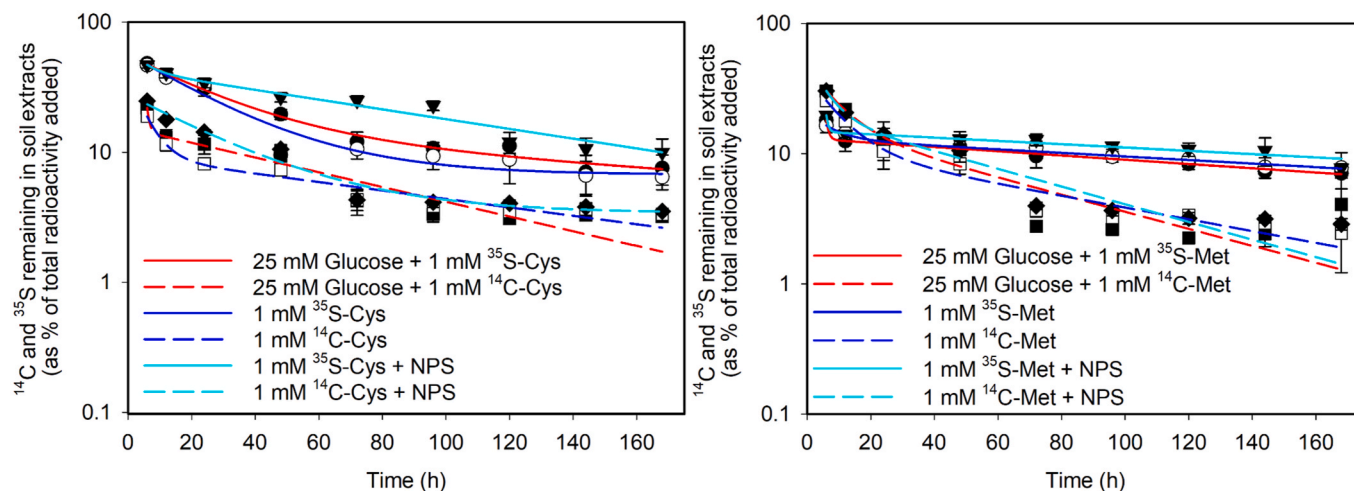 ¹⁴C and ³⁵S remaining in soil extracts
(as % of total radioactivity added)
100
10
1
0.1
25 mM Glucose + 1 mM ³⁵S-Cys
25 mM Glucose + 1 mM ¹⁴C-Cys
1 mM ³⁵S-Cys
1 mM ¹⁴C-Cys
1 mM ³⁵S-Cys + NPS
1 mM ¹⁴C-Cys + NPS
0 20 40 60 80 100 120 140 160
Time (h)
¹⁴C and ³⁵S remaining in soil extracts
(as % of total radioactivity added)
100
10
1
0.1
25 mM Glucose + 1 mM ³⁵S-Met
25 mM Glucose + 1 mM ¹⁴C-Met
1 mM ³⁵S-Met
1 mM ¹⁴C-Met
1 mM ³⁵S-Met + NPS
1 mM ¹⁴C-Met + NPS
0 20 40 60 80 100 120 140 160
Time (h)